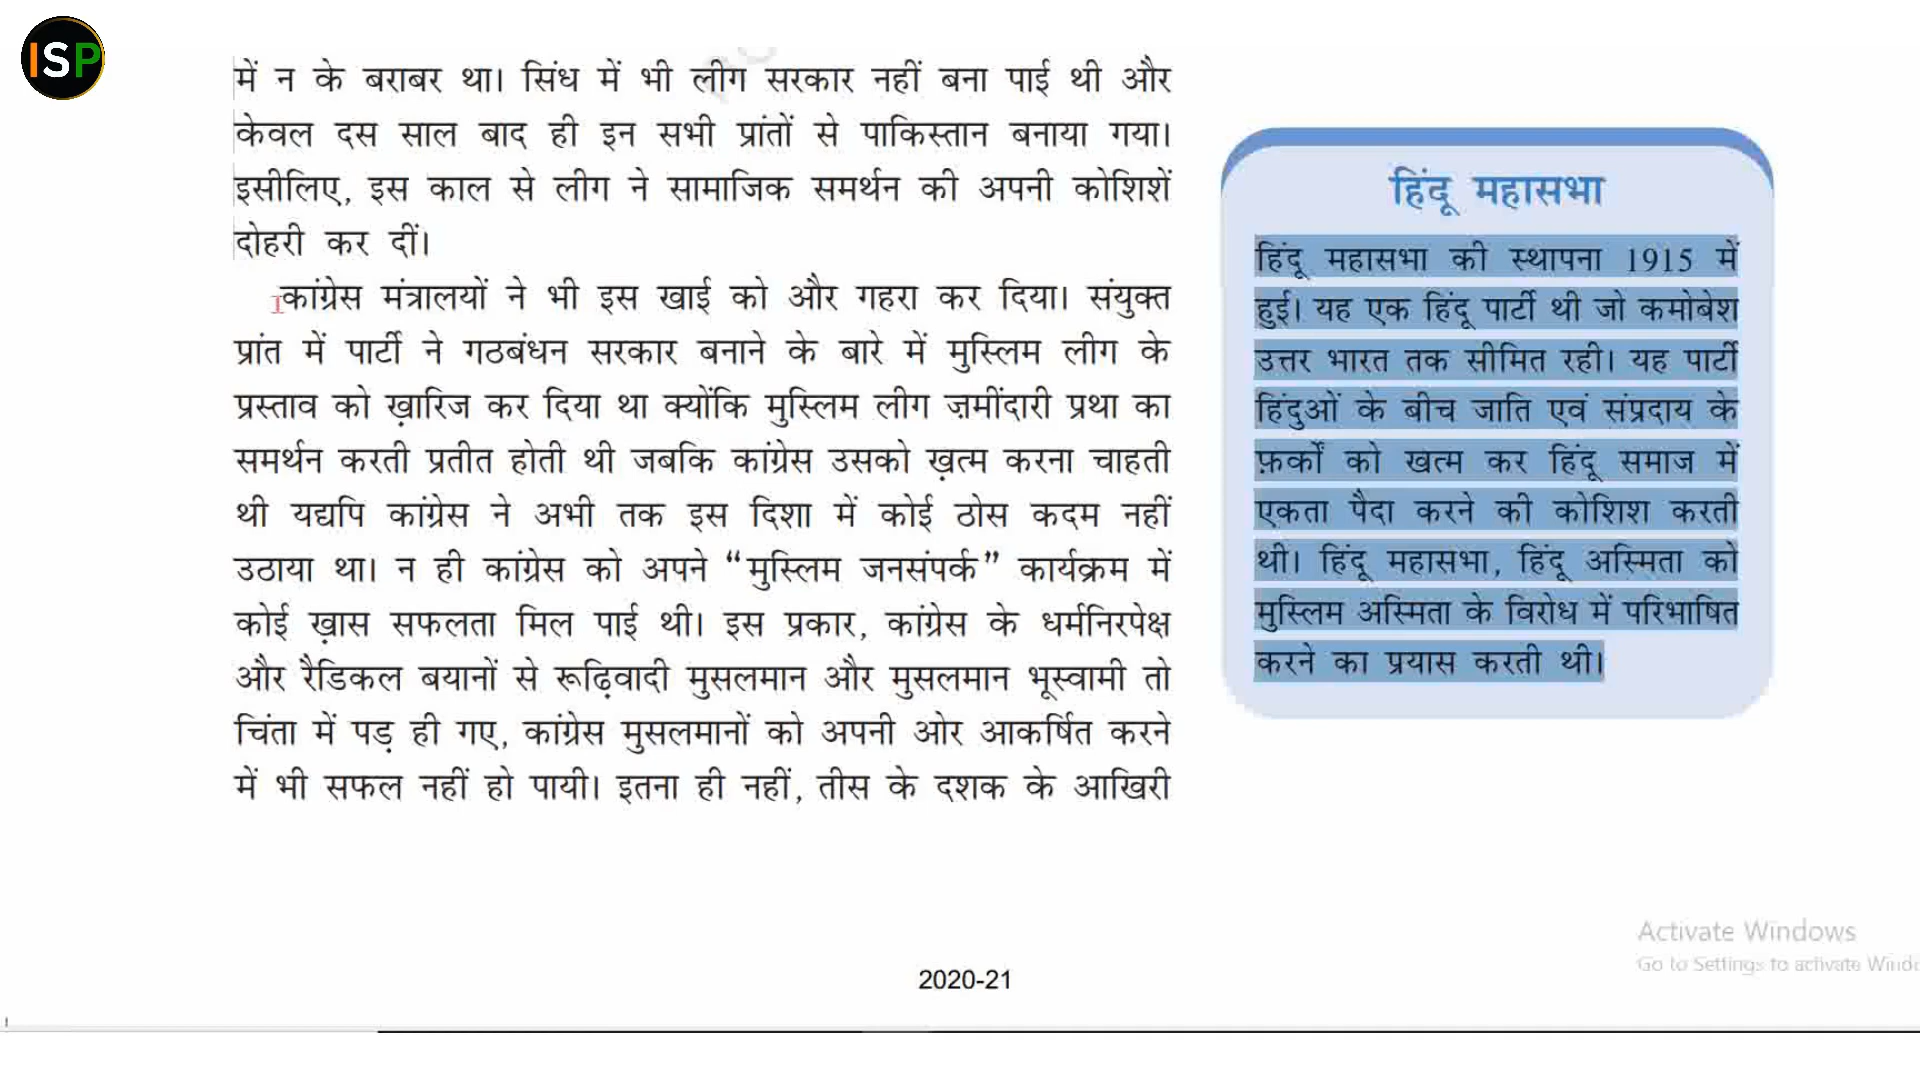 ISP
में न के बराबर था। सिंध में भी लीग सरकार नहीं बना पाई थी और
केवल दस साल बाद ही इन सभी प्रांतों से पाकिस्तान बनाया गया।
इसीलिए, इस काल से लीग ने सामाजिक समर्थन की अपनी कोशिशें
दोहरी कर दीं।
कांग्रेस मंत्रालयों ने भी इस खाई को और गहरा कर दिया। संयुक्त
प्रांत में पार्टी ने गठबंधन सरकार बनाने के बारे में मुस्लिम लीग के
प्रस्ताव को ख़ारिज कर दिया था क्योंकि मुस्लिम लीग ज़मींदारी प्रथा का
समर्थन करती प्रतीत होती थी जबकि कांग्रेस उसको ख़त्म करना चाहती
थी यद्यपि कांग्रेस ने अभी तक इस दिशा में कोई ठोस कदम नहीं
उठाया था। न ही कांग्रेस को अपने “मुस्लिम जनसंपर्क” कार्यक्रम में
कोई ख़ास सफलता मिल पाई थी। इस प्रकार, कांग्रेस के धर्मनिरपेक्ष
और रैडिकल बयानों से रूढ़िवादी मुसलमान और मुसलमान भूस्वामी तो
चिंता में पड़ ही गए, कांग्रेस मुसलमानों को अपनी ओर आकर्षित करने
में भी सफल नहीं हो पायी। इतना ही नहीं, तीस के दशक के आखिरी
हिंदू महासभा
हिंदू महासभा की स्थापना 1915 में
हुई। यह एक हिंदू पार्टी थी जो कमोबेश
उत्तर भारत तक सीमित रही। यह पार्टी
हिंदुओं के बीच जाति एवं संप्रदाय के
फ़र्कों को खत्म कर हिंदू समाज में
एकता पैदा करने की कोशिश करती
थी। हिंदू महासभा, हिंदू अस्मिता को
मुस्लिम अस्मिता के विरोध में परिभाषित
करने का प्रयास करती थी।
Activate Windows
Go to Settings to activate Windo
2020-21